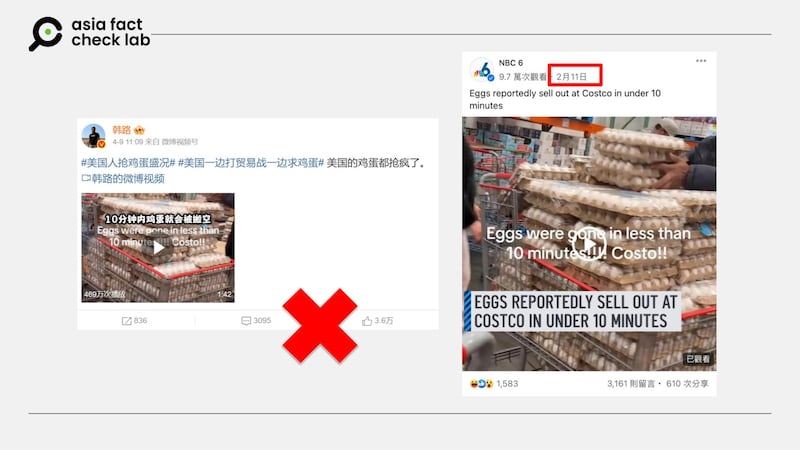 asia fact
check lab
韩路
4-9 11:09 来自 微博视频号
#美国人抢鸡蛋盛况# #美国一边打贸易战一边求鸡蛋# 美国的鸡蛋都抢疯了。
韩路的微博视频
10分钟内鸡蛋就会被搬空
Eggs were gone in less than
10 minutes!!! Costo!!
469万次播放
1:42
836
3095
3.6万
NBC 6
9.7 萬次觀看 · 2月11日
Eggs reportedly sell out at Costco in under 10
minutes
Eggs were gone in less than
10 minutes!!!! Costo!!
EGGS REPORTEDLY SELL OUT AT
COSTCO IN UNDER 10 MINUTES
已觀看
1,583
3,161 則留言 · 610 次分享